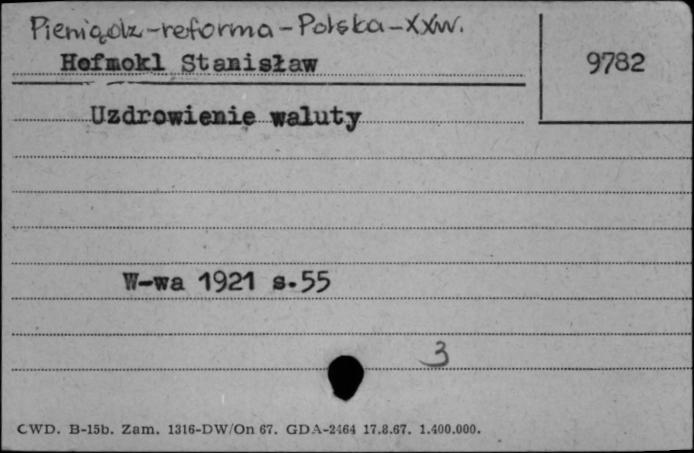 Pieniądz-reforma-Polska-XXw.
Hofmokl Stanisław
9782
Uzdrowienie waluty
W-wa 1921 s.55
3
CWD. B-15b. Zam. 1316-DW/On 67. GDA-2464 17.8.67. 1.400.000.